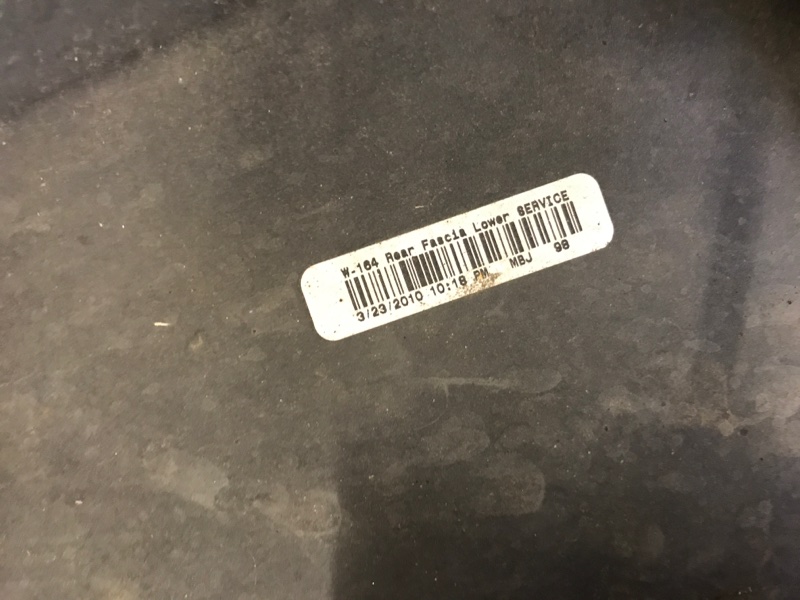 W-164 Rear Fascia Lower SERVICE
3/23/2010 10:18 PM MBJ 98